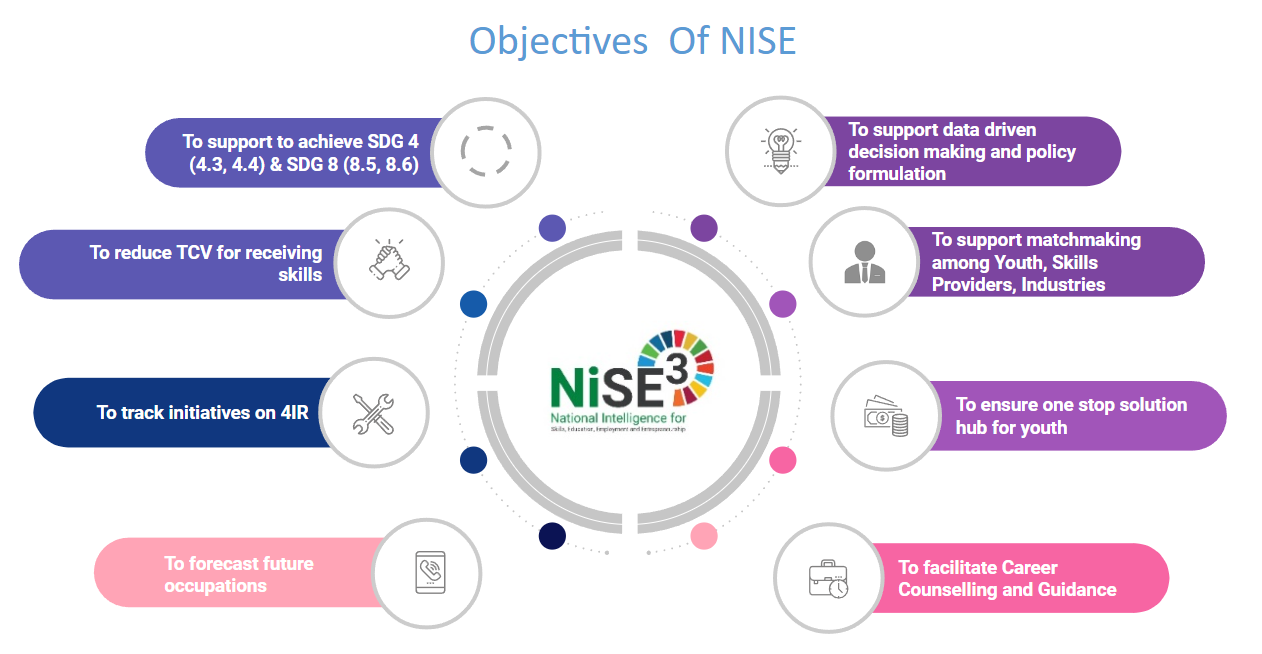 Objectives Of NISE
To support to achieve SDG 4
(4.3, 4.4) & SDG 8 (8.5, 8.6)
To reduce TCV for receiving
skills
To track initiatives on 4IR
To forecast future
occupations
NiSE3
National Intelligence for
Skills, Education, Employment and Entrepreneurship
To support data driven
decision making and policy
formulation
To support matchmaking
among Youth, Skills
Providers, Industries
To ensure one stop solution
hub for youth
To facilitate Career
Counselling and Guidance